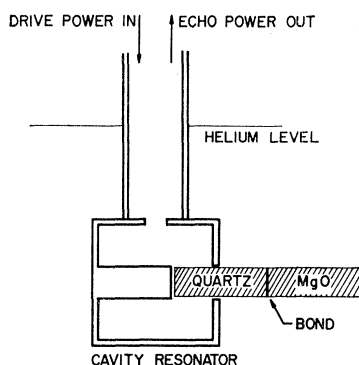 DRIVE POWER IN
ECHO POWER OUT
HELIUM LEVEL
QUARTZ
MgO
BOND
CAVITY RESONATOR